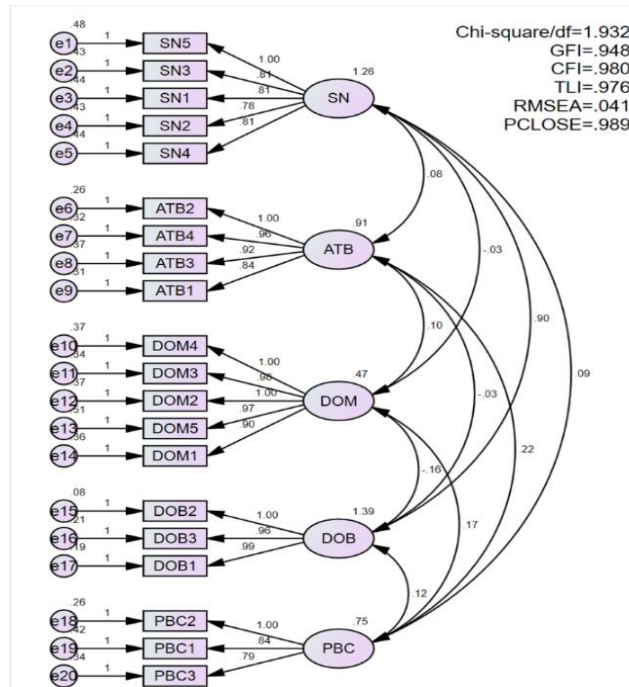 Chi-square/df=1.932
GFI=.948
CFI=.980
TLI=.976
RMSEA=.041
PCLOSE=.989
.48
e1 1 SN5
.43
e2 1 SN3
.44
e3 1 SN1
.43
e4 1 SN2
.44
e5 1 SN4
1.00
.81
.81
.78
.81
1.26
SN
.26
e6 1 ATB2
.32
e7 1 ATB4
.37
e8 1 ATB3
.31
e9 1 ATB1
1.00
.96
.92
.84
.91
ATB
.37
e10 1 DOM4
.34
e11 1 DOM3
.37
e12 1 DOM2
.51
e13 1 DOM5
.36
e14 1 DOM1
1.00
.98
1.00
.97
.90
.47
DOM
.08
e15 1 DOB2
.21
e16 1 DOB3
.19
e17 1 DOB1
1.00
.96
.99
1.39
DOB
.26
e18 1 PBC2
.42
e19 1 PBC1
.34
e20 1 PBC3
1.00
.84
.79
.75
PBC
.08
-.03
.90
.09
.10
-.03
.22
-.16
.17
.12